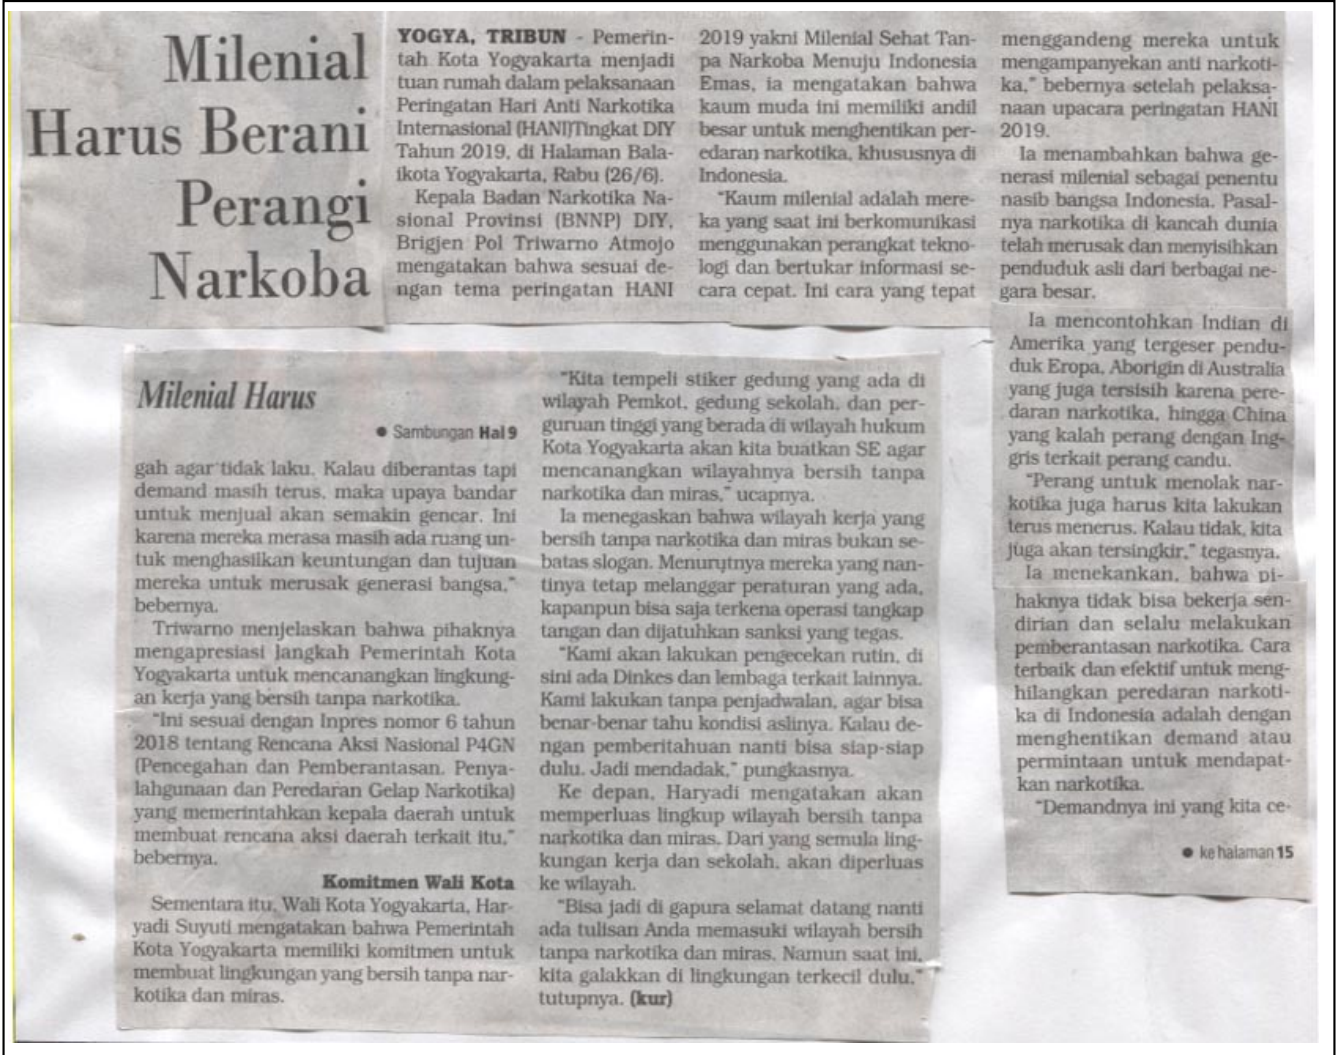 Milenial
Harus Berani
Perangi
Narkoba
YOGYA, TRIBUN - Pemerin-
tah Kota Yogyakarta menjadi
tuan rumah dalam pelaksanaan
Peringatan Hari Anti Narkotika
Internasional (HANI)Tingkat DIY
Tahun 2019, di Halaman Bala-
ikota Yogyakarta, Rabu (26/6).
Kepala Badan Narkotika Na-
sional Provinsi (BNNP) DIY,
Brigjen Pol Triwarno Atmojo
mengatakan bahwa sesuai de-
ngan tema peringatan HANI
2019 yakni Milenial Sehat Tan-
pa Narkoba Menuju Indonesia
Emas, ia mengatakan bahwa
kaum muda ini memiliki andil
besar untuk menghentikan per-
edaran narkotika, khususnya di
Indonesia.
"Kaum milenial adalah mere-
ka yang saat ini berkomunikasi
menggunakan perangkat tekno-
logi dan bertukar informasi se-
cara cepat. Ini cara yang tepat
menggandeng mereka untuk
mengampanyekan anti narkoti-
ka," bebernya setelah pelaksa-
naan upacara peringatan HANI
2019.
Ia menambahkan bahwa ge-
nerasi milenial sebagai penentu
nasib bangsa Indonesia. Pasal-
nya narkotika di kancah dunia
telah merusak dan menyisihkan
penduduk asli dari berbagai ne-
gara besar.
Ia mencontohkan Indian di
Amerika yang tergeser pendu-
duk Eropa, Aborigin di Australia
yang juga tersisih karena pere-
daran narkotika, hingga China
yang kalah perang dengan Ing-
gris terkait perang candu.
"Perang untuk menolak nar-
kotika juga harus kita lakukan
terus menerus. Kalau tidak, kita
juga akan tersingkir," tegasnya.
Ia menekankan, bahwa pi-
haknya tidak bisa bekerja sen-
dirian dan selalu melakukan
pemberantasan narkotika. Cara
terbaik dan efektif untuk meng-
hilangkan peredaran narkoti-
ka di Indonesia adalah dengan
menghentikan demand atau
permintaan untuk mendapat-
kan narkotika.
"Demandnya ini yang kita ce-
● ke halaman 15
Milenial Harus
● Sambungan Hal 9
gah agar tidak laku. Kalau diberantas tapi
demand masih terus, maka upaya bandar
untuk menjual akan semakin gencar. Ini
karena mereka merasa masih ada ruang un-
tuk menghasilkan keuntungan dan tujuan
mereka untuk merusak generasi bangsa,"
bebernya.
Triwarno menjelaskan bahwa pihaknya
mengapresiasi langkah Pemerintah Kota
Yogyakarta untuk mencanangkan lingkung-
an kerja yang bersih tanpa narkotika.
"Ini sesuai dengan Inpres nomor 6 tahun
2018 tentang Rencana Aksi Nasional P4GN
(Pencegahan dan Pemberantasan. Penya-
lahgunaan dan Peredaran Gelap Narkotika)
yang memerintahkan kepala daerah untuk
membuat rencana aksi daerah terkait itu,"
bebernya.
Komitmen Wali Kota
Sementara itu, Wali Kota Yogyakarta, Har-
yadi Suyuti mengatakan bahwa Pemerintah
Kota Yogyakarta memiliki komitmen untuk
membuat lingkungan yang bersih tanpa nar-
kotika dan miras.
"Kita tempeli stiker gedung yang ada di
wilayah Pemkot, gedung sekolah, dan per-
guruan tinggi yang berada di wilayah hukum
Kota Yogyakarta akan kita buatkan SE agar
mencanangkan wilayahnya bersih tanpa
narkotika dan miras," ucapnya.
Ia menegaskan bahwa wilayah kerja yang
bersih tanpa narkotika dan miras bukan se-
batas slogan. Menurutnya mereka yang nan-
tinya tetap melanggar peraturan yang ada,
kapanpun bisa saja terkena operasi tangkap
tangan dan dijatuhkan sanksi yang tegas.
"Kami akan lakukan pengecekan rutin, di
sini ada Dinkes dan lembaga terkait lainnya.
Kami lakukan tanpa penjadwalan, agar bisa
benar-benar tahu kondisi aslinya. Kalau de-
ngan pemberitahuan nanti bisa siap-siap
dulu. Jadi mendadak," pungkasnya.
Ke depan, Haryadi mengatakan akan
memperluas lingkup wilayah bersih tanpa
narkotika dan miras. Dari yang semula ling-
kungan kerja dan sekolah, akan diperluas
ke wilayah.
"Bisa jadi di gapura selamat datang nanti
ada tulisan Anda memasuki wilayah bersih
tanpa narkotika dan miras. Namun saat ini,
kita galakkan di lingkungan terkecil dulu,"
tutupnya. (kur)